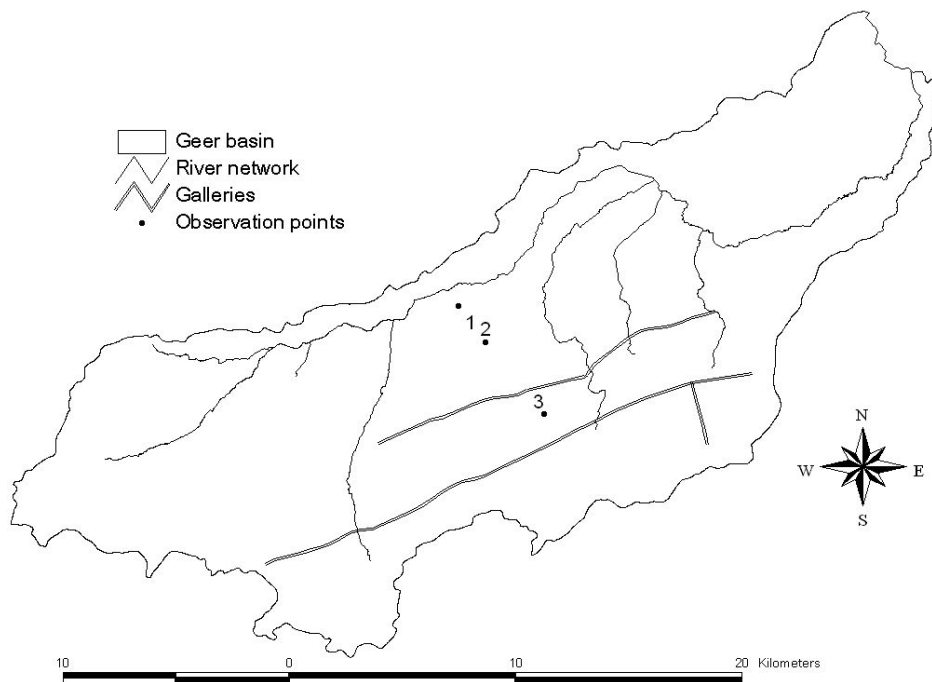 Geer basin
River network
Galleries
Observation points
1
2
3
N
W E
S
10 0 10 20 Kilometers